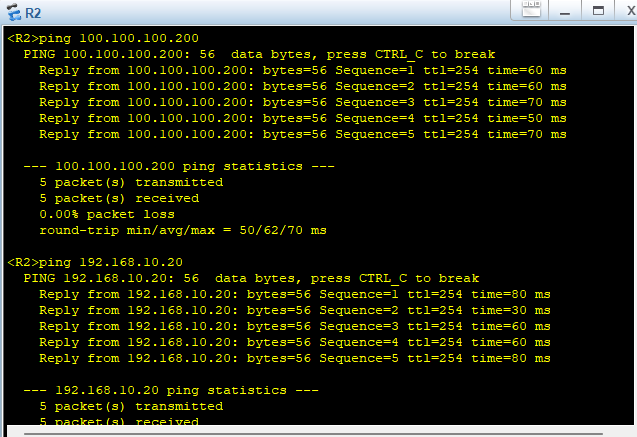 R2
<R2>ping 100.100.100.200
PING 100.100.100.200: 56  data bytes, press CTRL_C to break
Reply from 100.100.100.200: bytes=56 Sequence=1 ttl=254 time=60 ms
Reply from 100.100.100.200: bytes=56 Sequence=2 ttl=254 time=60 ms
Reply from 100.100.100.200: bytes=56 Sequence=3 ttl=254 time=70 ms
Reply from 100.100.100.200: bytes=56 Sequence=4 ttl=254 time=50 ms
Reply from 100.100.100.200: bytes=56 Sequence=5 ttl=254 time=70 ms
--- 100.100.100.200 ping statistics ---
5 packet(s) transmitted
5 packet(s) received
0.00% packet loss
round-trip min/avg/max = 50/62/70 ms
<R2>ping 192.168.10.20
PING 192.168.10.20: 56  data bytes, press CTRL_C to break
Reply from 192.168.10.20: bytes=56 Sequence=1 ttl=254 time=80 ms
Reply from 192.168.10.20: bytes=56 Sequence=2 ttl=254 time=30 ms
Reply from 192.168.10.20: bytes=56 Sequence=3 ttl=254 time=60 ms
Reply from 192.168.10.20: bytes=56 Sequence=4 ttl=254 time=60 ms
Reply from 192.168.10.20: bytes=56 Sequence=5 ttl=254 time=80 ms
--- 192.168.10.20 ping statistics ---
5 packet(s) transmitted
5 packet(s) received